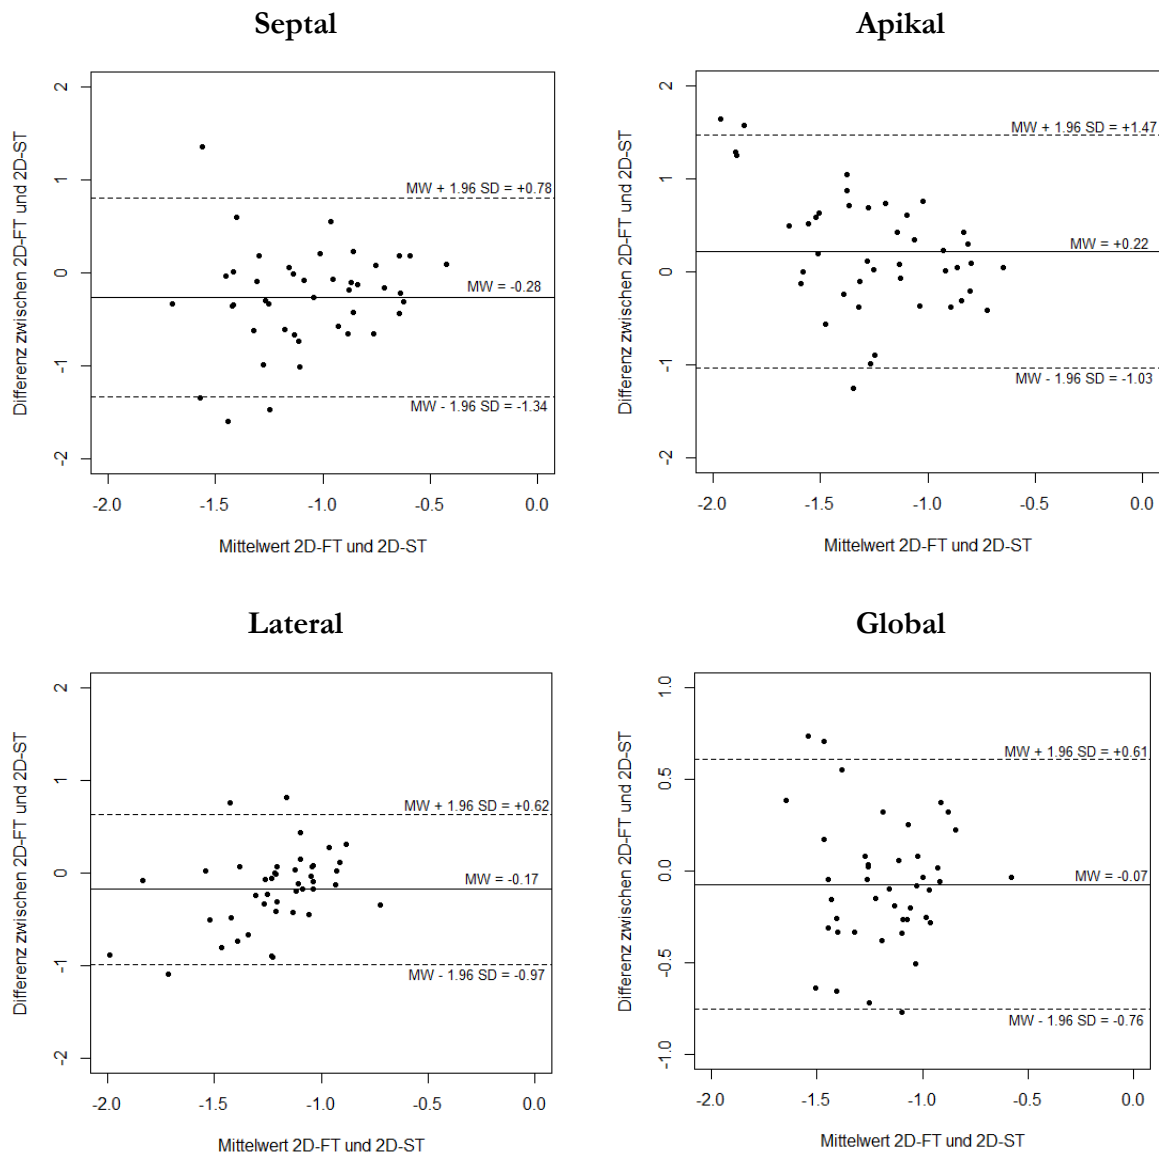 Septal
Differenz zwischen 2D-FT und 2D-ST
2
1
0
-1
-2
MW + 1.96 SD = +0.78
MW = -0.28
MW - 1.96 SD = -1.34
-2.0 -1.5 -1.0 -0.5 0.0
Mittelwert 2D-FT und 2D-ST
Apikal
Differenz zwischen 2D-FT und 2D-ST
2
1
0
-1
-2
MW + 1.96 SD = +1.47
MW = +0.22
MW - 1.96 SD = -1.03
-2.0 -1.5 -1.0 -0.5 0.0
Mittelwert 2D-FT und 2D-ST
Lateral
Differenz zwischen 2D-FT und 2D-ST
2
1
0
-1
-2
MW + 1.96 SD = +0.62
MW = -0.17
MW - 1.96 SD = -0.97
-2.0 -1.5 -1.0 -0.5 0.0
Mittelwert 2D-FT und 2D-ST
Global
Differenz zwischen 2D-FT und 2D-ST
1.0
0.5
0.0
-0.5
-1.0
MW + 1.96 SD = +0.61
MW = -0.07
MW - 1.96 SD = -0.76
-2.0 -1.5 -1.0 -0.5 0.0
Mittelwert 2D-FT und 2D-ST